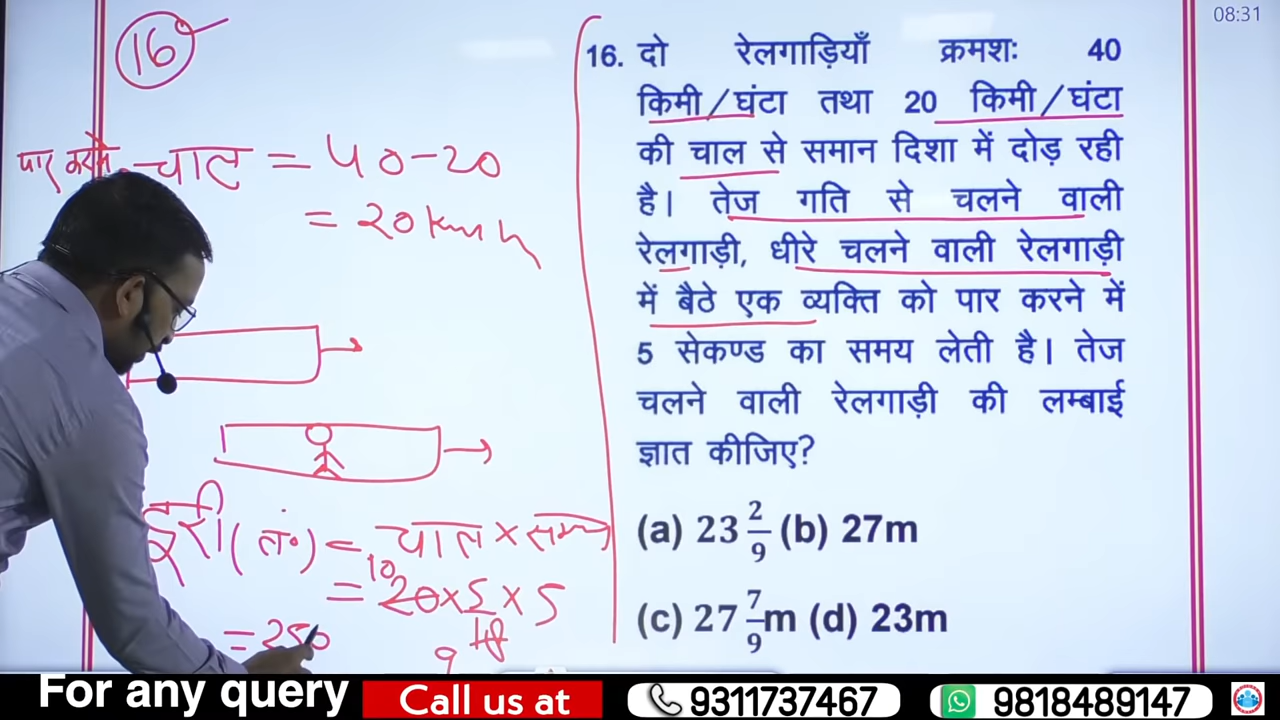 08:31
16
पार करने चाल = 40-20
= 20 km h
दूरी (लं॰) = चाल × समय
10
= 20 × 5 × 5
9 18
= 250
16. दो रेलगाड़ियाँ क्रमशः 40
किमी/घंटा तथा 20 किमी/घंटा
की चाल से समान दिशा में दोड़ रही
है। तेज गति से चलने वाली
रेलगाड़ी, धीरे चलने वाली रेलगाड़ी
में बैठे एक व्यक्ति को पार करने में
5 सेकण्ड का समय लेती है। तेज
चलने वाली रेलगाड़ी की लम्बाई
ज्ञात कीजिए?
(a) 23 2/9 (b) 27m
(c) 27 7/9 m (d) 23m
For any query Call us at 9311737467 9818489147